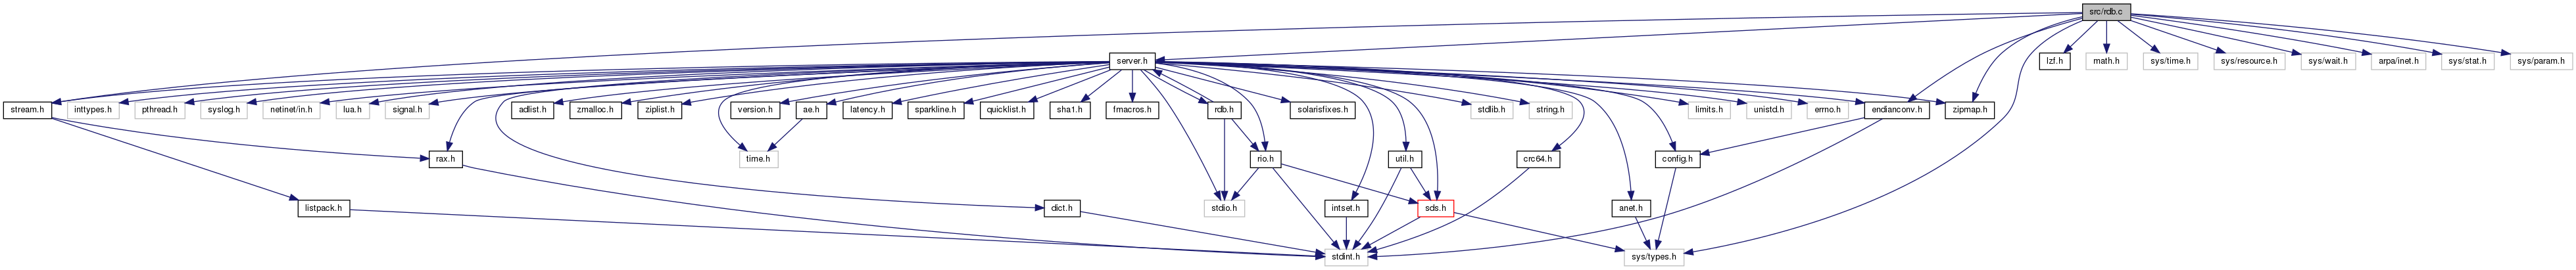 src/rdb.c
server.h
lzf.h
math.h
sys/time.h
sys/resource.h
sys/wait.h
arpa/inet.h
sys/stat.h
sys/param.h
stream.h
inttypes.h
pthread.h
syslog.h
netinet/in.h
lua.h
signal.h
adlist.h
zmalloc.h
ziplist.h
version.h
ae.h
latency.h
sparkline.h
quicklist.h
sha1.h
fmacros.h
rdb.h
solarisfixes.h
stdlib.h
string.h
limits.h
unistd.h
errno.h
endianconv.h
zipmap.h
rax.h
time.h
rio.h
util.h
crc64.h
config.h
listpack.h
dict.h
stdio.h
intset.h
sds.h
anet.h
stdint.h
sys/types.h